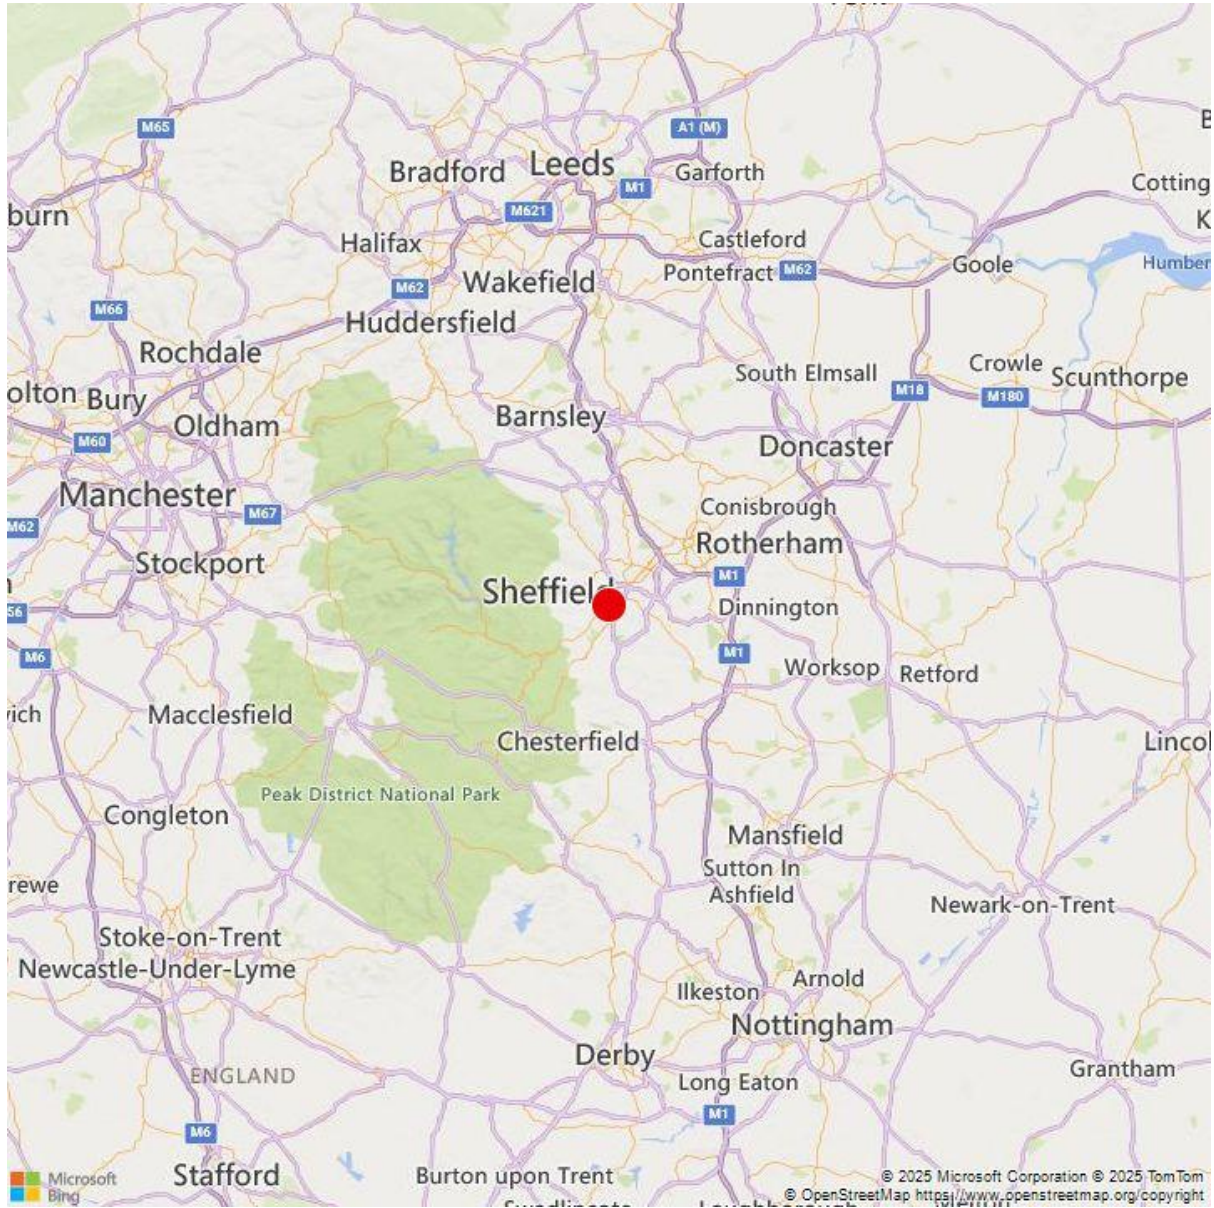 M65
A1 (M)
Bradford
Leeds
M1
Garforth
Cotting
burn
M621
K
Halifax
Castleford
Goole
Humber
Wakefield
Pontefract
M62
M62
M66
Huddersfield
Rochdale
South Elmsall
Crowle
Scunthorpe
M18
M180
olton
Bury
Barnsley
Oldham
M60
Doncaster
Manchester
M67
Conisbrough
M62
Rotherham
Stockport
M1
Sheffield
56
Dinnington
M6
M1
Worksop
Retford
Macclesfield
ich
Chesterfield
Lincol
Peak District National Park
Congleton
Mansfield
Sutton In
Ashfield
rewe
Newark-on-Trent
Stoke-on-Trent
Newcastle-Under-Lyme
Arnold
Ilkeston
Nottingham
Derby
ENGLAND
Long Eaton
Grantham
M1
M6
Stafford
Burton upon Trent
Microsoft
Bing
© 2025 Microsoft Corporation © 2025 TomTom
© OpenStreetMap https://www.openstreetmap.org/copyright